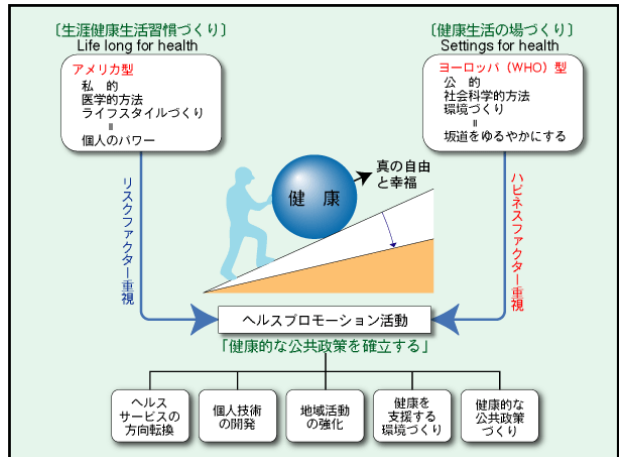 〔生涯健康生活習慣づくり〕
Life long for health
アメリカ型
私　的
医学的方法
ライフスタイルづくり
＝
個人のパワー
〔健康生活の場づくり〕
Settings for health
ヨーロッパ（WHO）型
公　的
社会科学的方法
環境づくり
＝
坂道をゆるやかにする
健　康
真の自由
と幸福
リスクファクター重視
ハピネスファクター重視
ヘルスプロモーション活動
「健康的な公共政策を確立する」
ヘルス
サービスの
方向転換
個人技術
の開発
地域活動
の強化
健康を
支援する
環境づくり
健康的な
公共政策
づくり